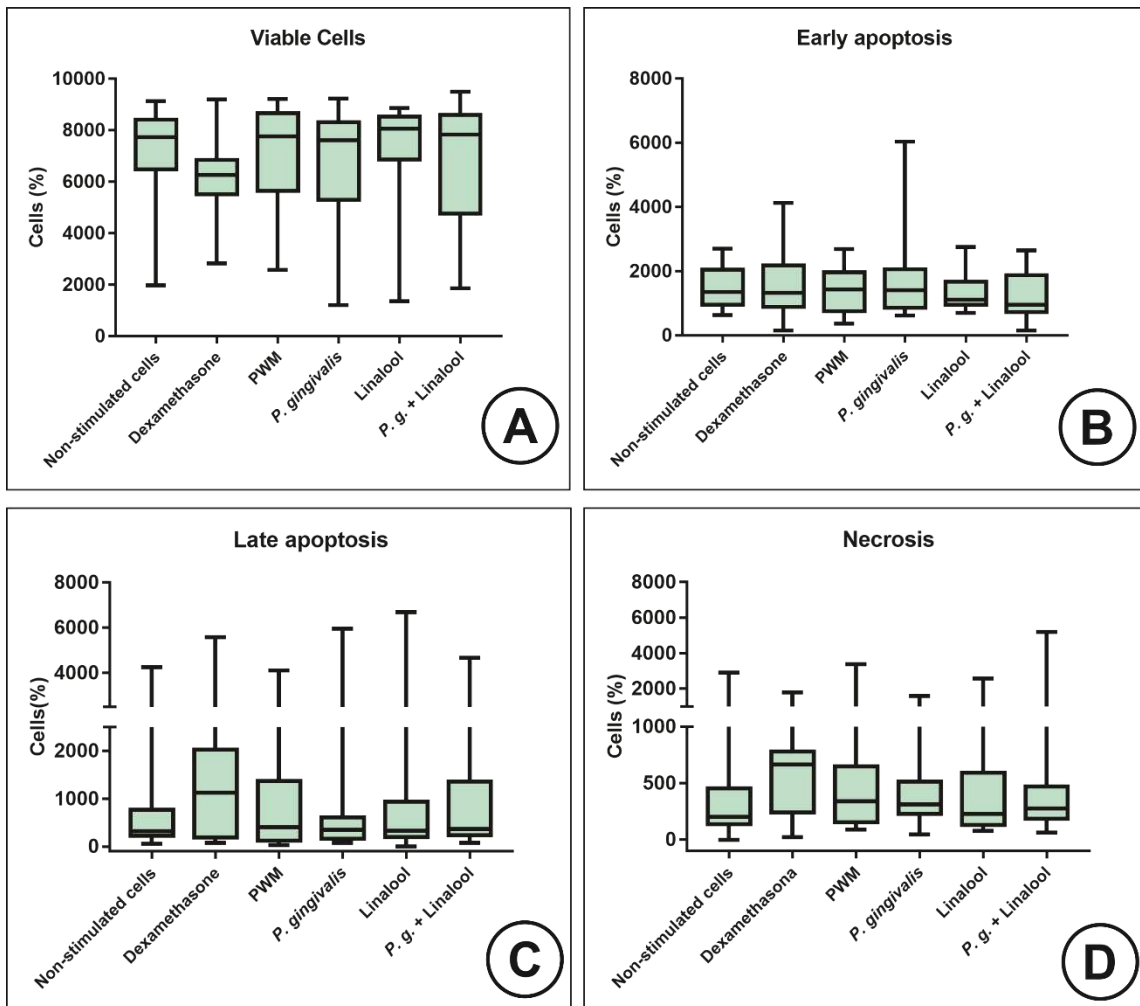 Viable Cells
Cells (%)
10000
8000
6000
4000
2000
0
Non-stimulated cells
Dexamethasone
PWM
P. gingivalis
Linalool
P. g. + Linalool
A
Early apoptosis
Cells (%)
8000
6000
4000
2000
0
Non-stimulated cells
Dexamethasone
PWM
P. gingivalis
Linalool
P. g. + Linalool
B
Late apoptosis
Cells(%)
8000
6000
4000
2000
1000
0
Non-stimulated cells
Dexamethasone
PWM
P. gingivalis
Linalool
P. g. + Linalool
C
Necrosis
Cells (%)
8000
6000
4000
2000
1000
500
0
Non-stimulated cells
Dexamethasona
PWM
P. gingivalis
Linalool
P. g. + Linalool
D